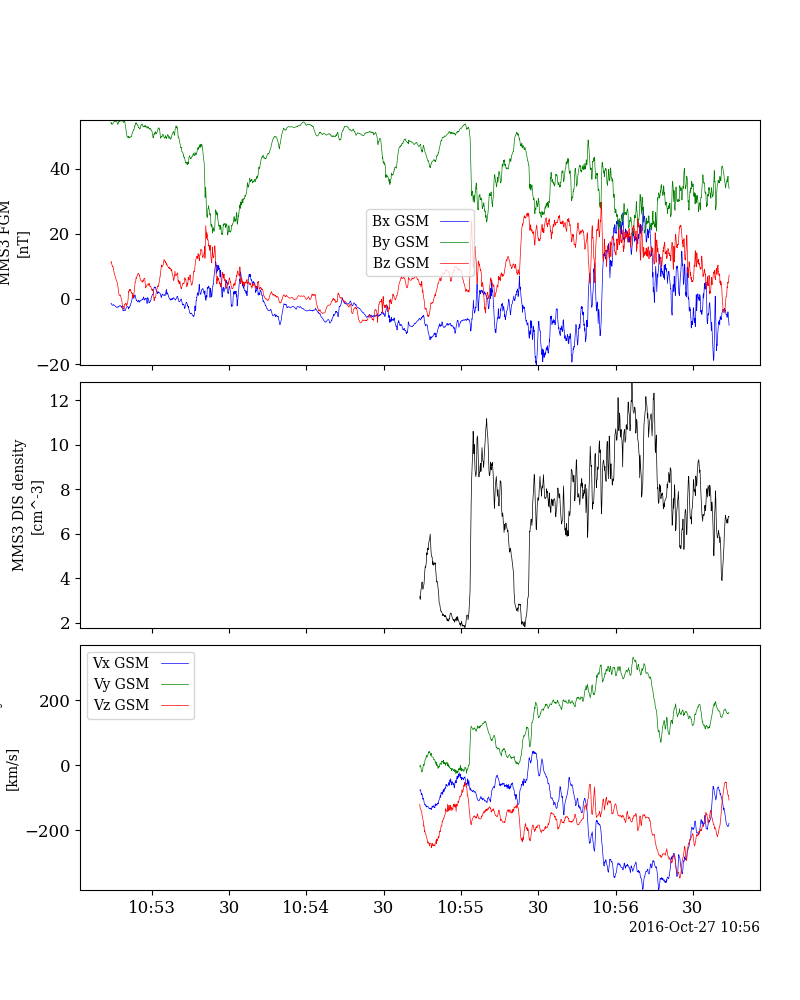 MMS3 FGM
[nT]
40
20
0
−20
Bx GSM
By GSM
Bz GSM
MMS3 DIS density
[cm^-3]
12
10
8
6
4
2
Vx GSM
Vy GSM
Vz GSM
[km/s]
200
0
−200
10:53
30
10:54
30
10:55
30
10:56
30
2016-Oct-27 10:56